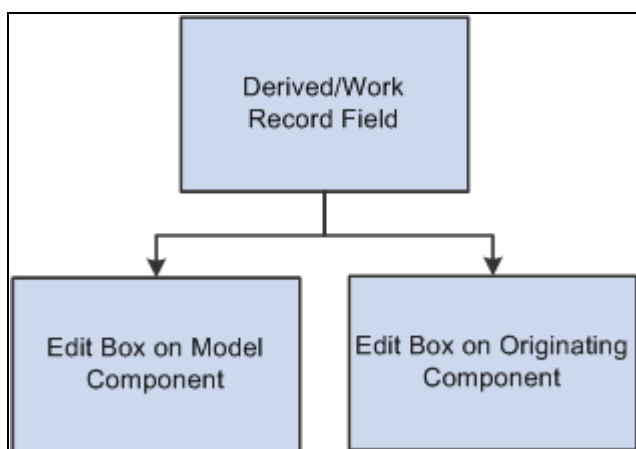 Derived/Work
Record Field
Edit Box on Model
Component
Edit Box on Originating
Component